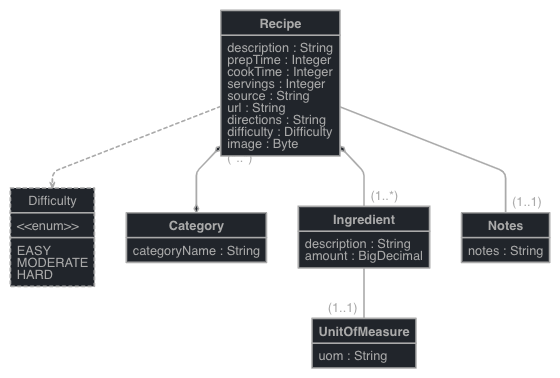 Recipe
description : String
prepTime : Integer
cookTime : Integer
servings : Integer
source : String
url : String
directions : String
difficulty : Difficulty
image : Byte
Difficulty
<<enum>>
EASY
MODERATE
HARD
Category
categoryName : String
(1..*)
Ingredient
description : String
amount : BigDecimal
(1..1)
Notes
notes : String
(1..1)
UnitOfMeasure
uom : String